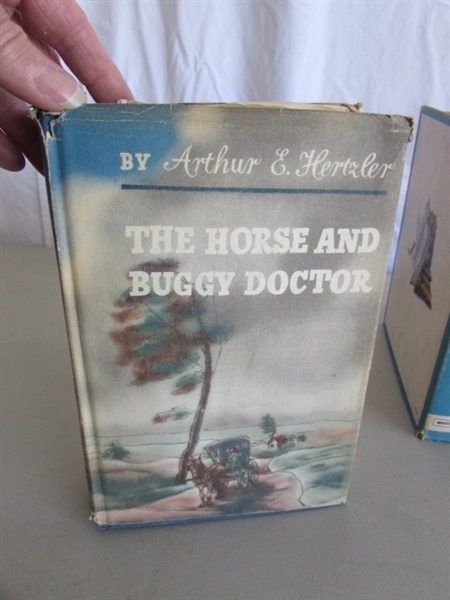 BY Arthur E. Hertzler
THE HORSE AND
BUGGY DOCTOR